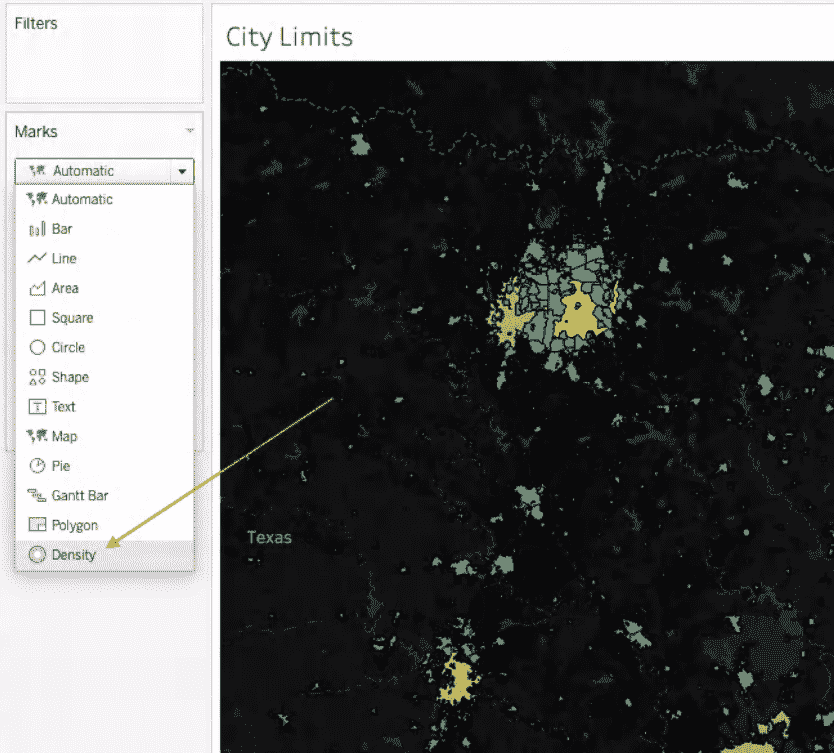 Filters
City Limits
Marks
Automatic
Automatic
Bar
Line
Area
Square
Circle
Shape
Text
Map
Pie
Gantt Bar
Polygon
Density
Texas